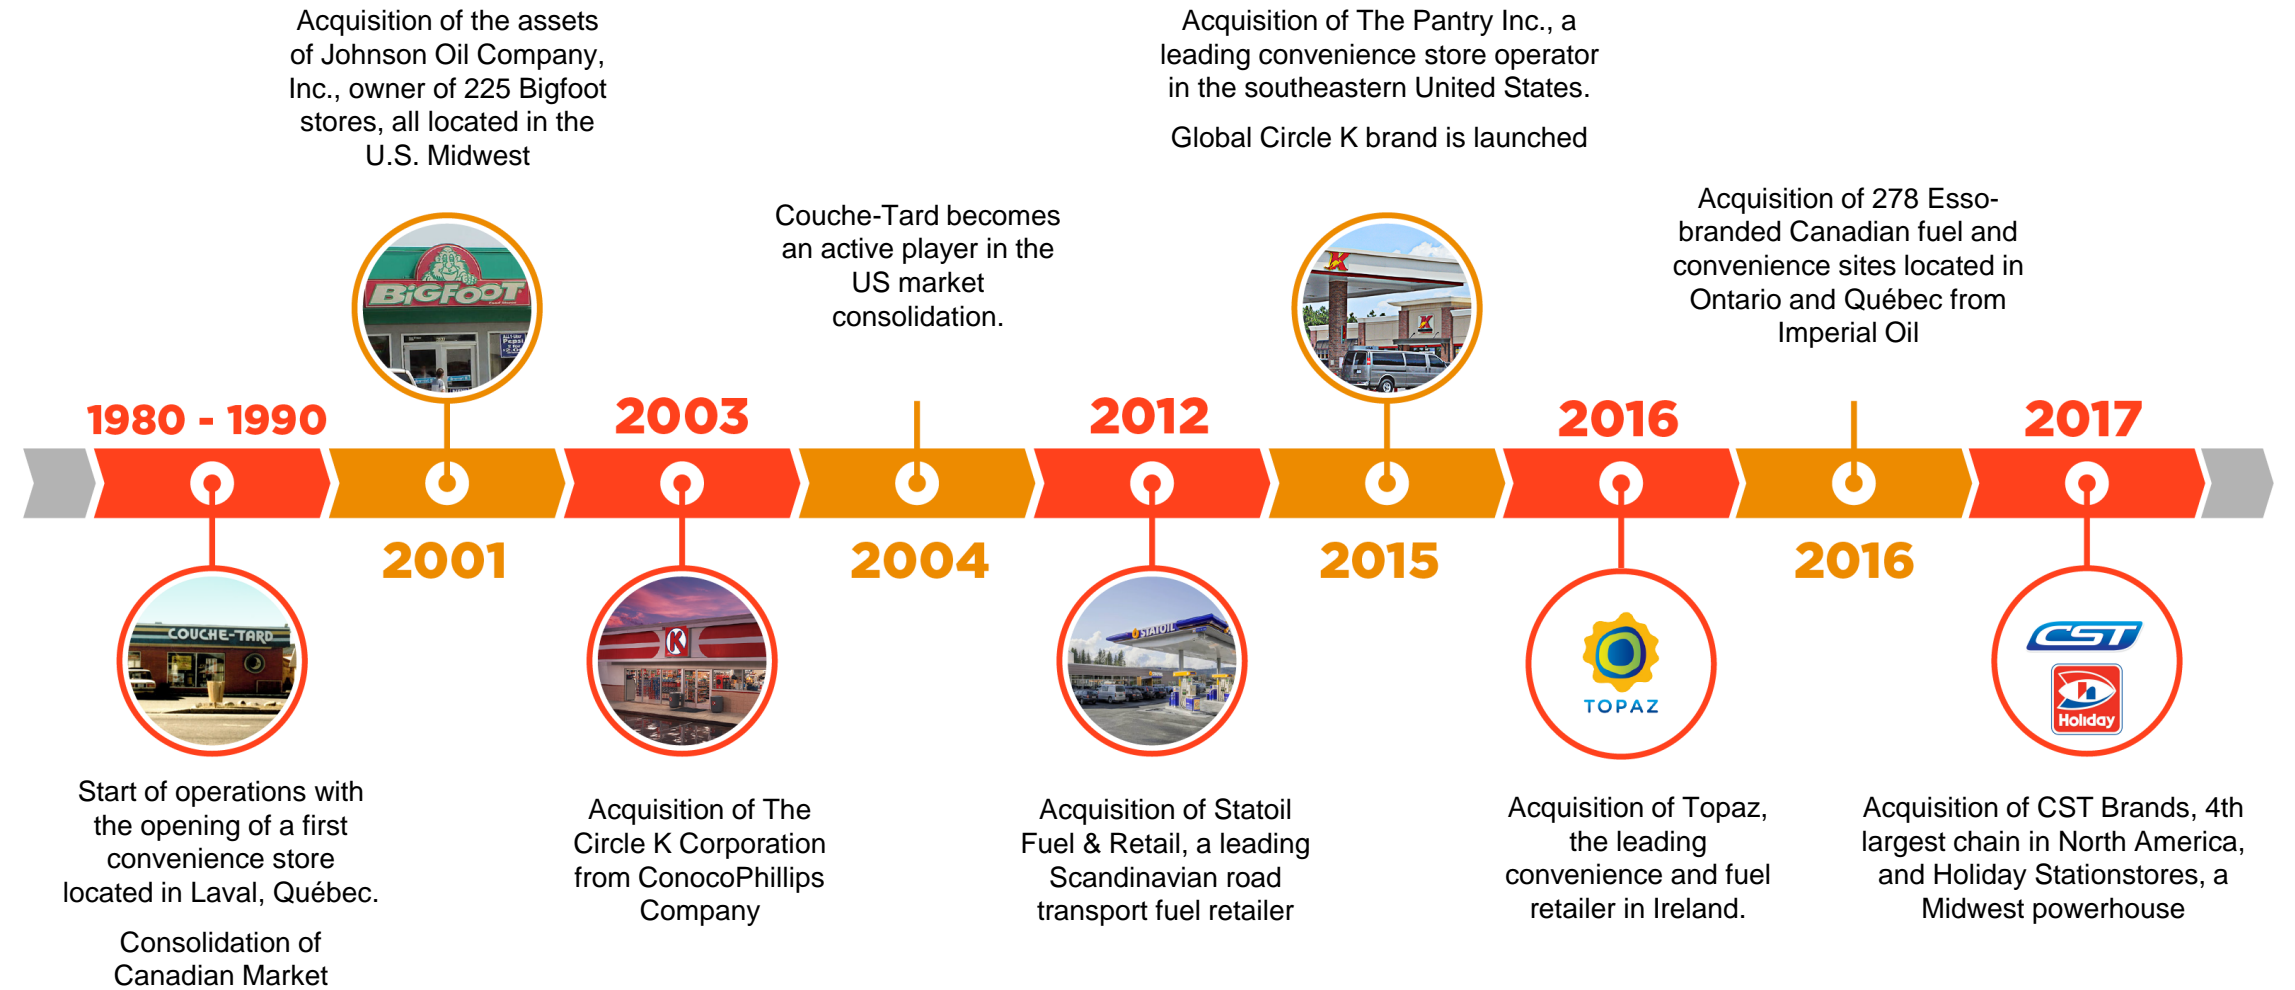 Acquisition of the assets
of Johnson Oil Company,
Inc., owner of 225 Bigfoot
stores, all located in the
U.S. Midwest
Acquisition of The Pantry Inc., a
leading convenience store operator
in the southeastern United States.
Global Circle K brand is launched
Couche-Tard becomes
an active player in the
US market
consolidation.
Acquisition of 278 Esso-
branded Canadian fuel and
convenience sites located in
Ontario and Québec from
Imperial Oil
BIGFOOT
Pepsi
K
K
1980 - 1990
2003
2012
2016
2017
2001
2004
2015
2016
COUCHE-TARD
K
STATOIL
TOPAZ
CST
Holiday
Start of operations with
the opening of a first
convenience store
located in Laval, Québec.
Consolidation of
Canadian Market
Acquisition of The
Circle K Corporation
from ConocoPhillips
Company
Acquisition of Statoil
Fuel & Retail, a leading
Scandinavian road
transport fuel retailer
Acquisition of Topaz,
the leading
convenience and fuel
retailer in Ireland.
Acquisition of CST Brands, 4th
largest chain in North America,
and Holiday Stationstores, a
Midwest powerhouse